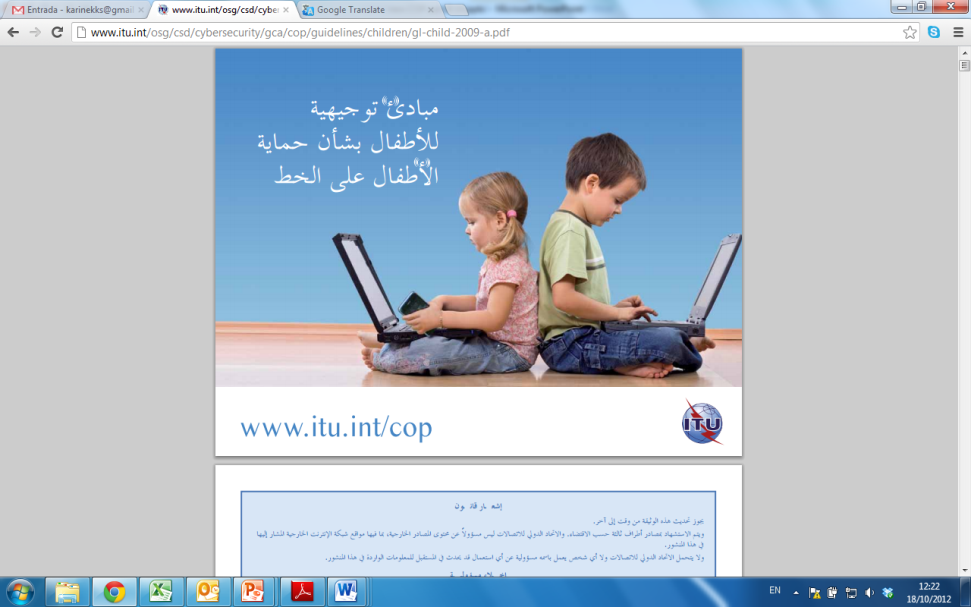 Entrada - karinekks@gmail
www.itu.int/osg/csd/cybe
Google Translate
www.itu.int/osg/csd/cybersecurity/gca/cop/guidelines/children/gl-child-2009-a.pdf
مبادئ توجيهية
للأطفال بشأن حماية
الأطفال على الخط
www.itu.int/cop
ITU
يجوز تحديث هذه الوثيقة من وقت إلى آخر.
ويتم الاستشهاد بمصادر أطراف ثالثة حسب الاقتضاء. والاتحاد الدولي للاتصالات ليس مسؤولاً عن محتوى المصادر الخارجية، بما فيها مواقع شبكة الإنترنت الخارجية المشار إليها
في هذا المنشور.
ولا يتحمل الاتحاد الدولي للاتصالات ولا أي شخص يعمل باسمه مسؤولية عن أي استعمال قد يحدث في المستقبل للمعلومات الواردة في هذا المنشور.
EN
12:22
18/10/2012